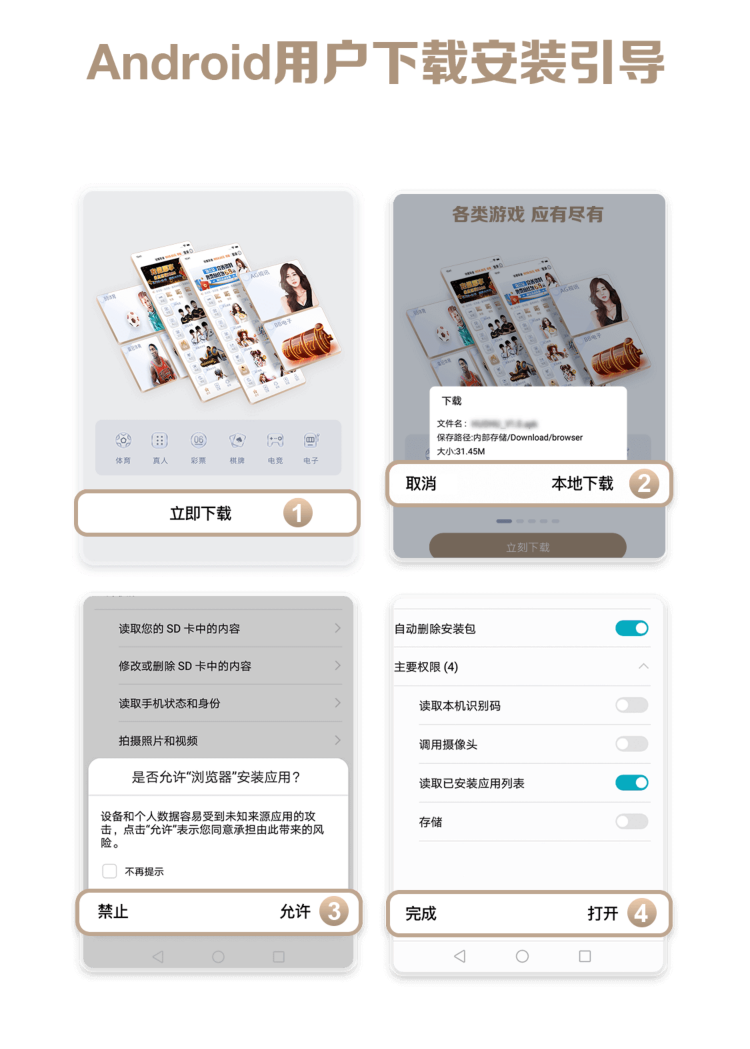 Android用户下载安装引导
体育
真人
彩票
棋牌
电竞
电子
立即下载
1
各类游戏 应有尽有
下载
文件名：
保存路径:内部存储/Download/browser
大小:31.45M
取消
本地下载
2
立刻下载
读取您的 SD 卡中的内容
修改或删除 SD 卡中的内容
读取手机状态和身份
拍摄照片和视频
是否允许“浏览器”安装应用？
设备和个人数据容易受到未知来源应用的攻
击，点击“允许”表示您同意承担由此带来的风
险。
不再提示
禁止
允许
3
自动删除安装包
主要权限 (4)
读取本机识别码
调用摄像头
读取已安装应用列表
存储
完成
打开
4